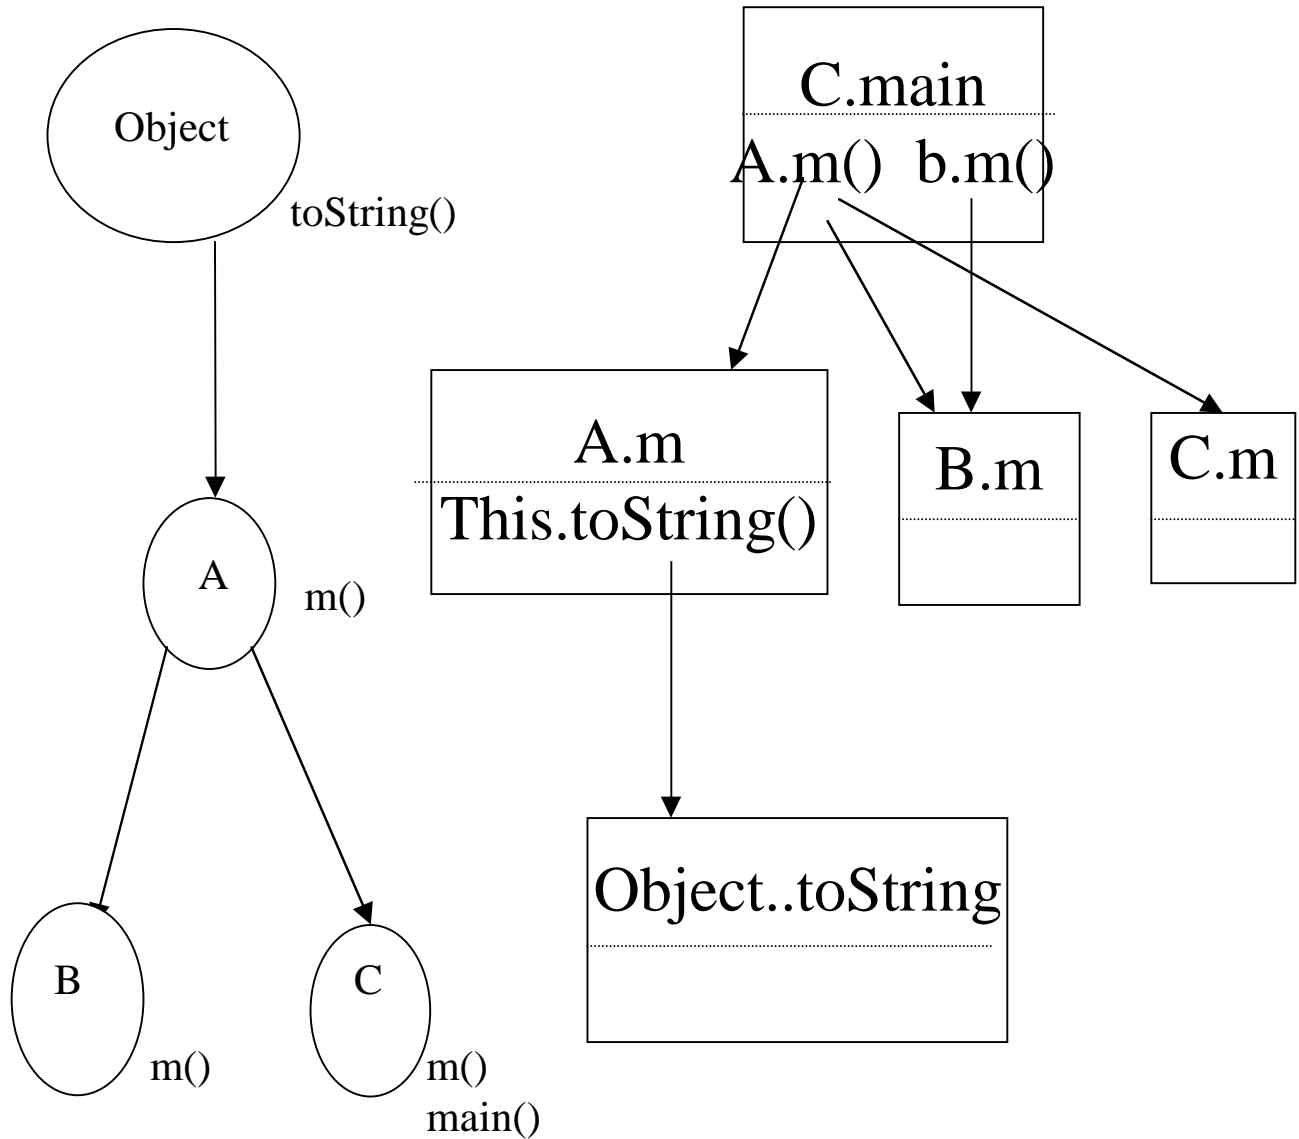 Object
toString()
A
m()
B
m()
C
m()
main()
C.main
A.m() b.m()
A.m
This.toString()
B.m
C.m
Object..toString